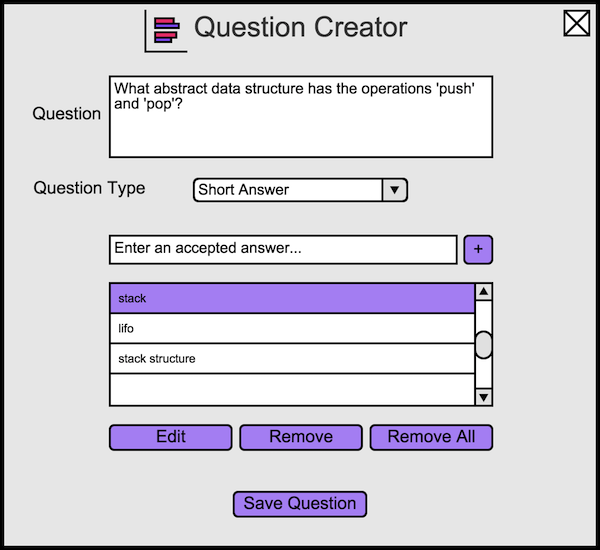 Question Creator
Question
What abstract data structure has the operations 'push'
and 'pop'?
Question Type
Short Answer
Enter an accepted answer...
+
stack
lifo
stack structure
Edit
Remove
Remove All
Save Question